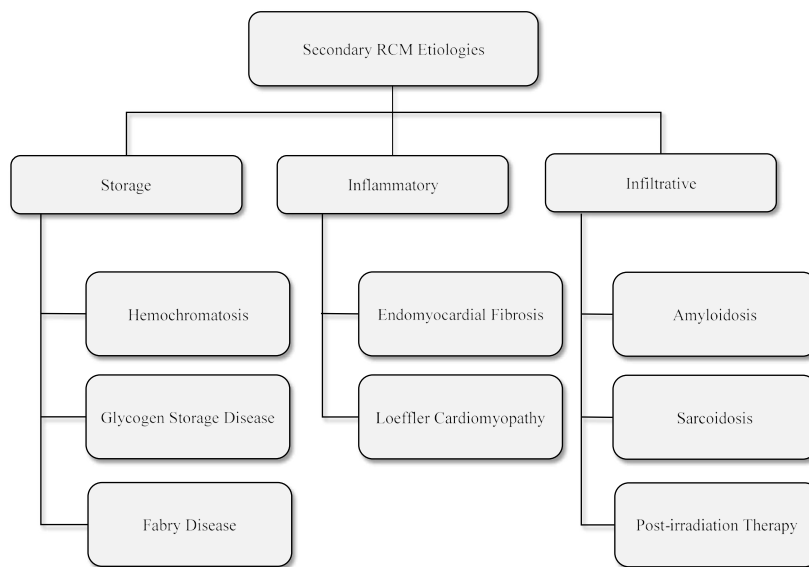 Secondary RCM Etiologies
Storage
Inflammatory
Infiltrative
Hemochromatosis
Endomyocardial Fibrosis
Amyloidosis
Glycogen Storage Disease
Loeffler Cardiomyopathy
Sarcoidosis
Fabry Disease
Post-irradiation Therapy